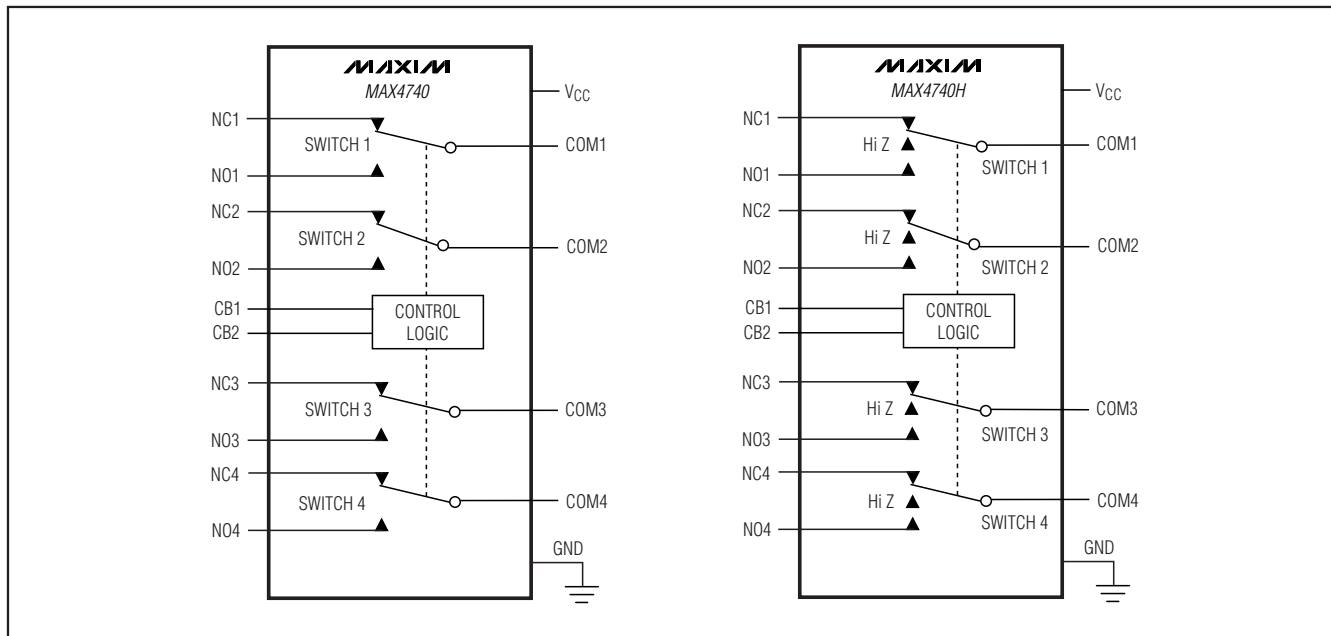 MAXIM
MAX4740
VCC
NC1
SWITCH 1
COM1
NO1
NC2
SWITCH 2
COM2
NO2
CB1
CB2
CONTROL
LOGIC
NC3
SWITCH 3
COM3
NO3
NC4
SWITCH 4
COM4
NO4
GND
MAXIM
MAX4740H
VCC
NC1
Hi Z
COM1
SWITCH 1
NO1
NC2
Hi Z
COM2
SWITCH 2
NO2
CB1
CB2
CONTROL
LOGIC
NC3
Hi Z
COM3
SWITCH 3
NO3
NC4
Hi Z
COM4
SWITCH 4
NO4
GND